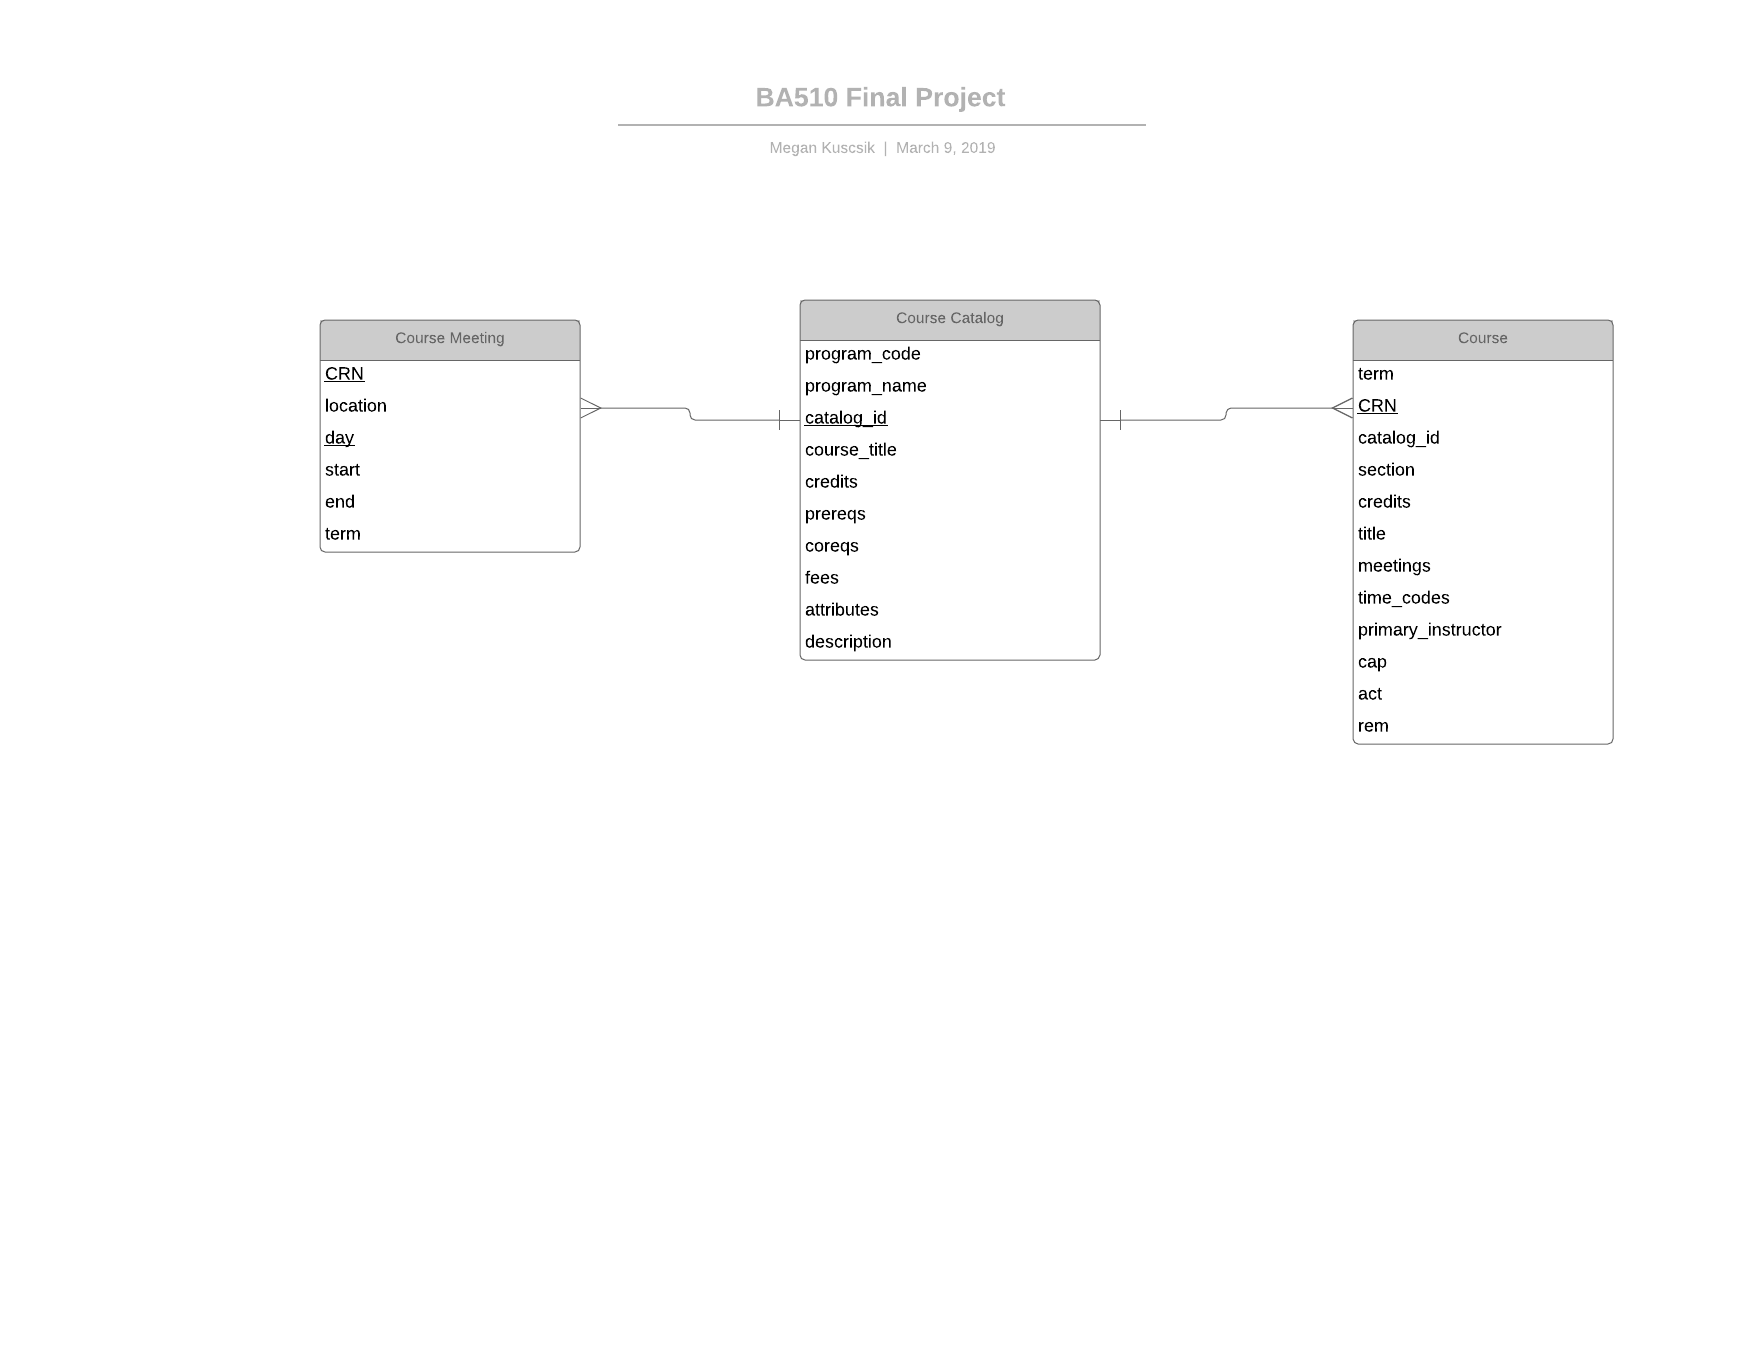 BA510 Final Project
Megan Kuscsik | March 9, 2019
Course Meeting
CRN
location
day
start
end
term
Course Catalog
program_code
program_name
catalog_id
course_title
credits
prereqs
coreqs
fees
attributes
description
Course
term
CRN
catalog_id
section
credits
title
meetings
time_codes
primary_instructor
cap
act
rem